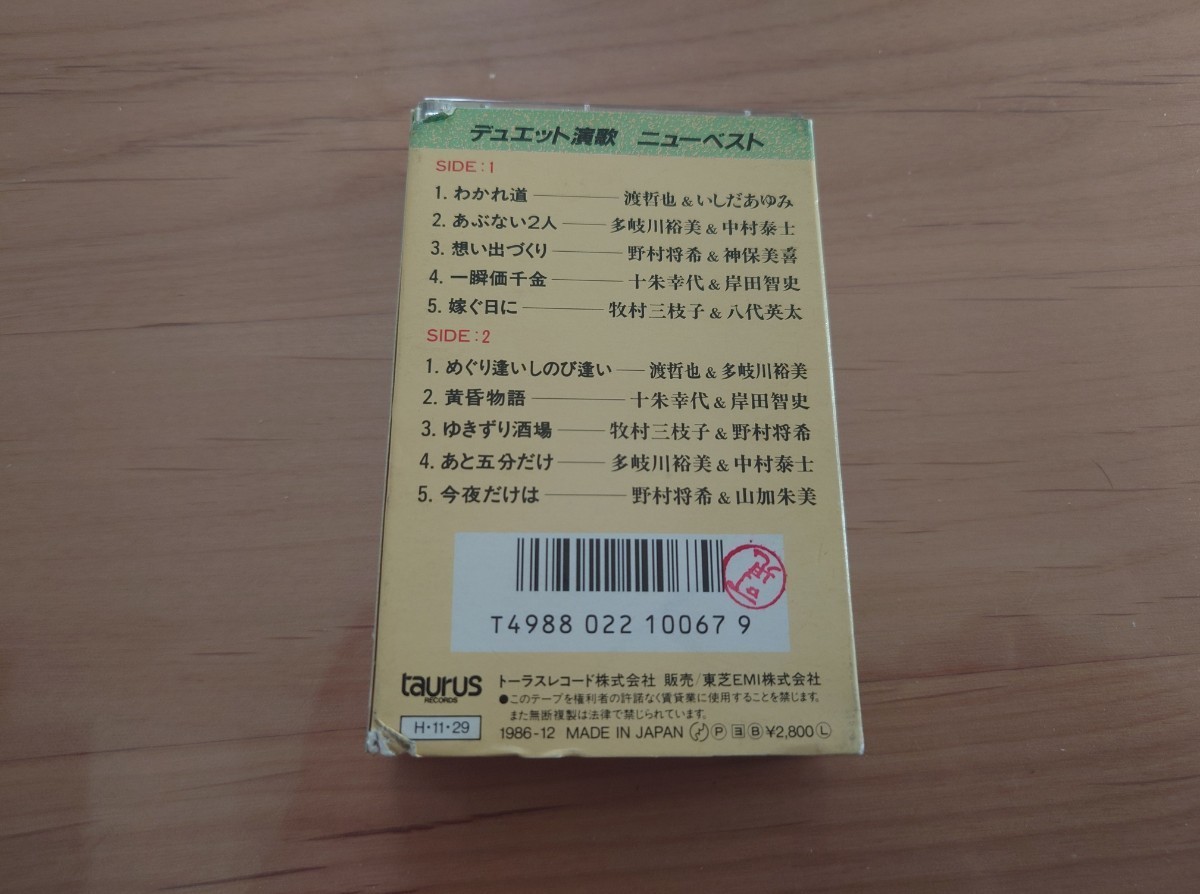 デュエット演歌 ニューベスト
SIDE:1
1. わかれ道 ―― 渡哲也&いしだあゆみ
2. あぶない2人 ―― 多岐川裕美&中村泰士
3. 想い出づくり ―― 野村将希&神保美喜
4. 一瞬価千金 ―― 十朱幸代&岸田智史
5. 嫁ぐ日に ―― 牧村三枝子&八代英太
SIDE:2
1. めぐり逢いしのび逢い ―― 渡哲也&多岐川裕美
2. 黄昏物語 ―― 十朱幸代&岸田智史
3. ゆきずり酒場 ―― 牧村三枝子&野村将希
4. あと五分だけ ―― 多岐川裕美&中村泰士
5. 今夜だけは ―― 野村将希&山加朱美
T4988 022 10067 9
taurus
RECORDS
トーラスレコード株式会社 販売/東芝EMI株式会社
●このテープを権利者の許諾なく賃貸業に使用することを禁じます。
また無断複製は法律で禁じられています。
H・11・29
1986-12 MADE IN JAPAN Ⓟ ヨ Ⓑ ¥2,800 Ⓛ